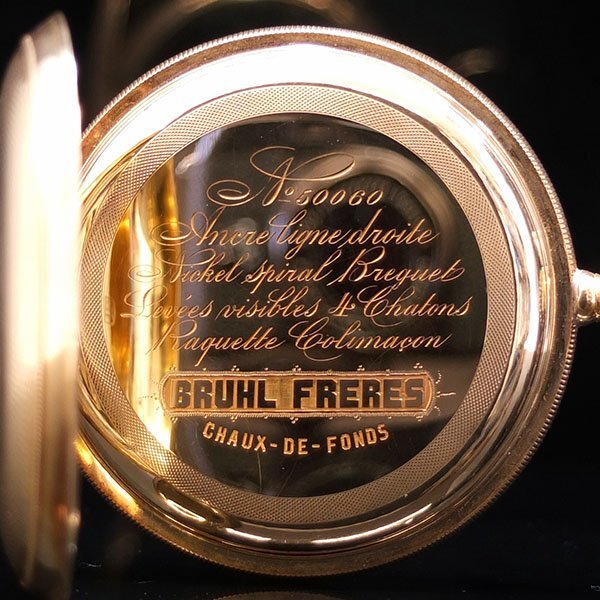 No 50060
Ancre ligne droite
Nickel spiral Breguet
Levées visibles 4 Chatons
Raquette Colimaçon
BRUHL FRERES
CHAUX-DE-FONDS